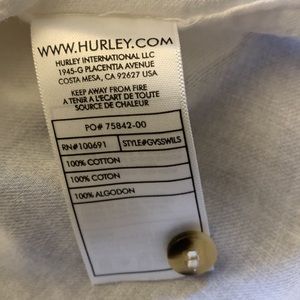 WWW.HURLEY.COM
HURLEY INTERNATIONAL LLC
1945-G PLACENTIA AVENUE
COSTA MESA, CA 92627 USA
KEEP AWAY FROM FIRE
A TENIR A L'ECART DE TOUTE
SOURCE DE CHALEUR
PO# 75842-00
RN#100691 STYLE#GVSSWILS
100% COTTON
100% COTON
100% ALGODON